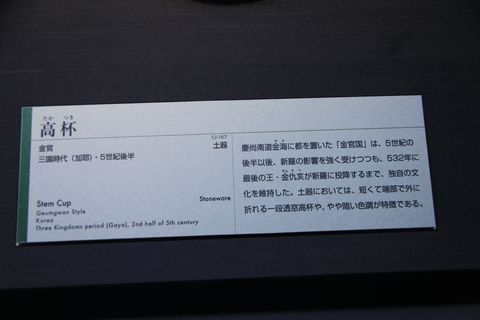 たか つき
高杯
TJ-167
金官 土器
三国時代（加耶）・5世紀後半
Stem Cup Stoneware
Geumgwan Style
Korea
Three Kingdoms period (Gaya), 2nd half of 5th century
慶尚南道金海に都を置いた「金官国」は、5世紀の
後半以後、新羅の影響を強く受けつつも、532年に
最後の王・金仇亥が新羅に投降するまで、独自の文
化を維持した。土器においては、短くて端部で外に
折れる一段透窓高杯や、やや暗い色調が特徴である。